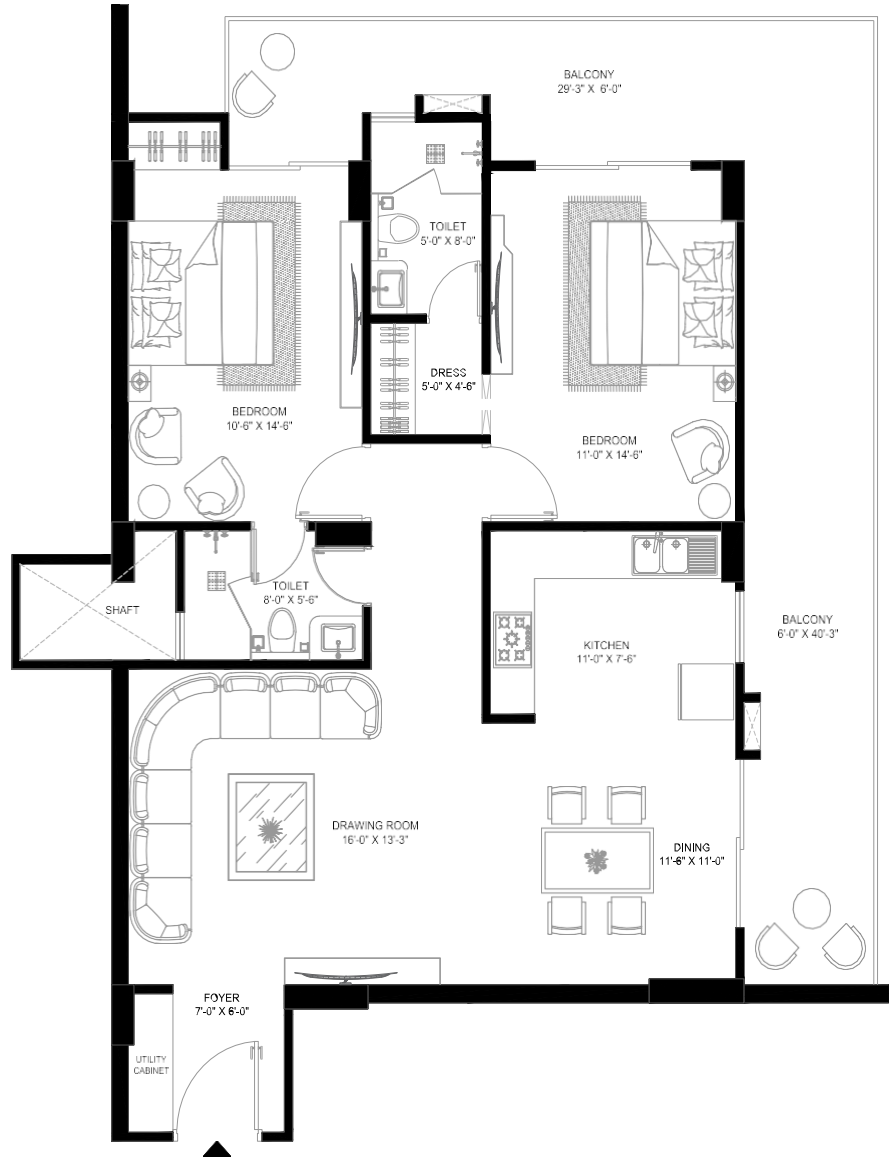 BALCONY
29'-3" X 6'-0"
TOILET
5'-0" X 8'-0"
DRESS
5'-0" X 4'-6"
BEDROOM
10'-6" X 14'-6"
BEDROOM
11'-0" X 14'-6"
TOILET
8'-0" X 5'-6"
SHAFT
KITCHEN
11'-0" X 7'-6"
BALCONY
6'-0" X 40'-3"
DRAWING ROOM
16'-0" X 13'-3"
DINING
11'-6" X 11'-0"
FOYER
7'-0" X 6'-0"
UTILITY
CABINET